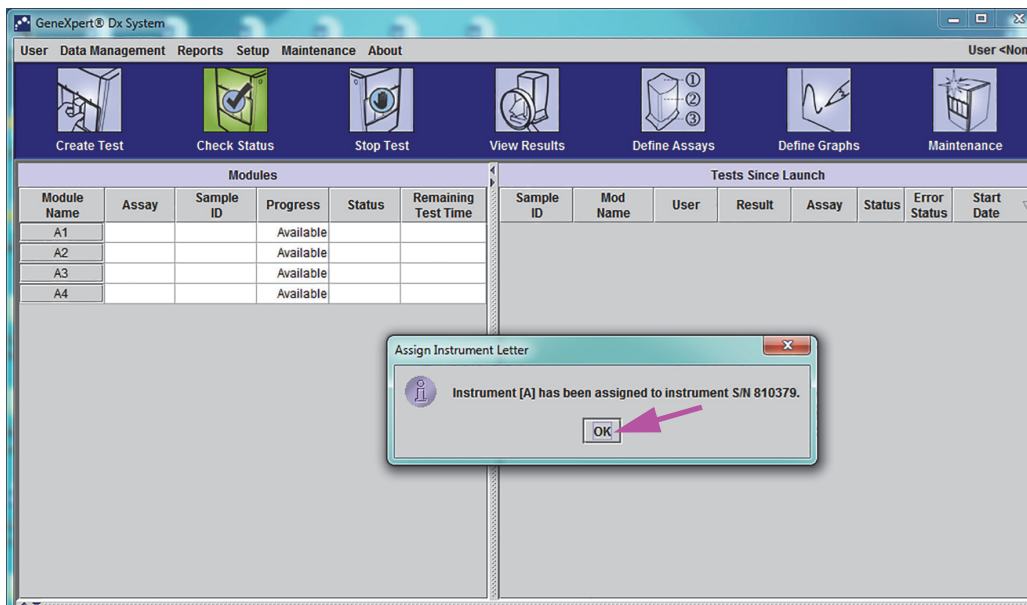 GeneXpert® Dx System
User Data Management Reports Setup Maintenance About User <Non
Create Test Check Status Stop Test View Results Define Assays Define Graphs Maintenance
① ② ③
Modules
Module Name Assay Sample ID Progress Status Remaining Test Time
A1 Available
A2 Available
A3 Available
A4 Available
Tests Since Launch
Sample ID Mod Name User Result Assay Status Error Status Start Date
Assign Instrument Letter
Instrument [A] has been assigned to instrument S/N 810379.
OK